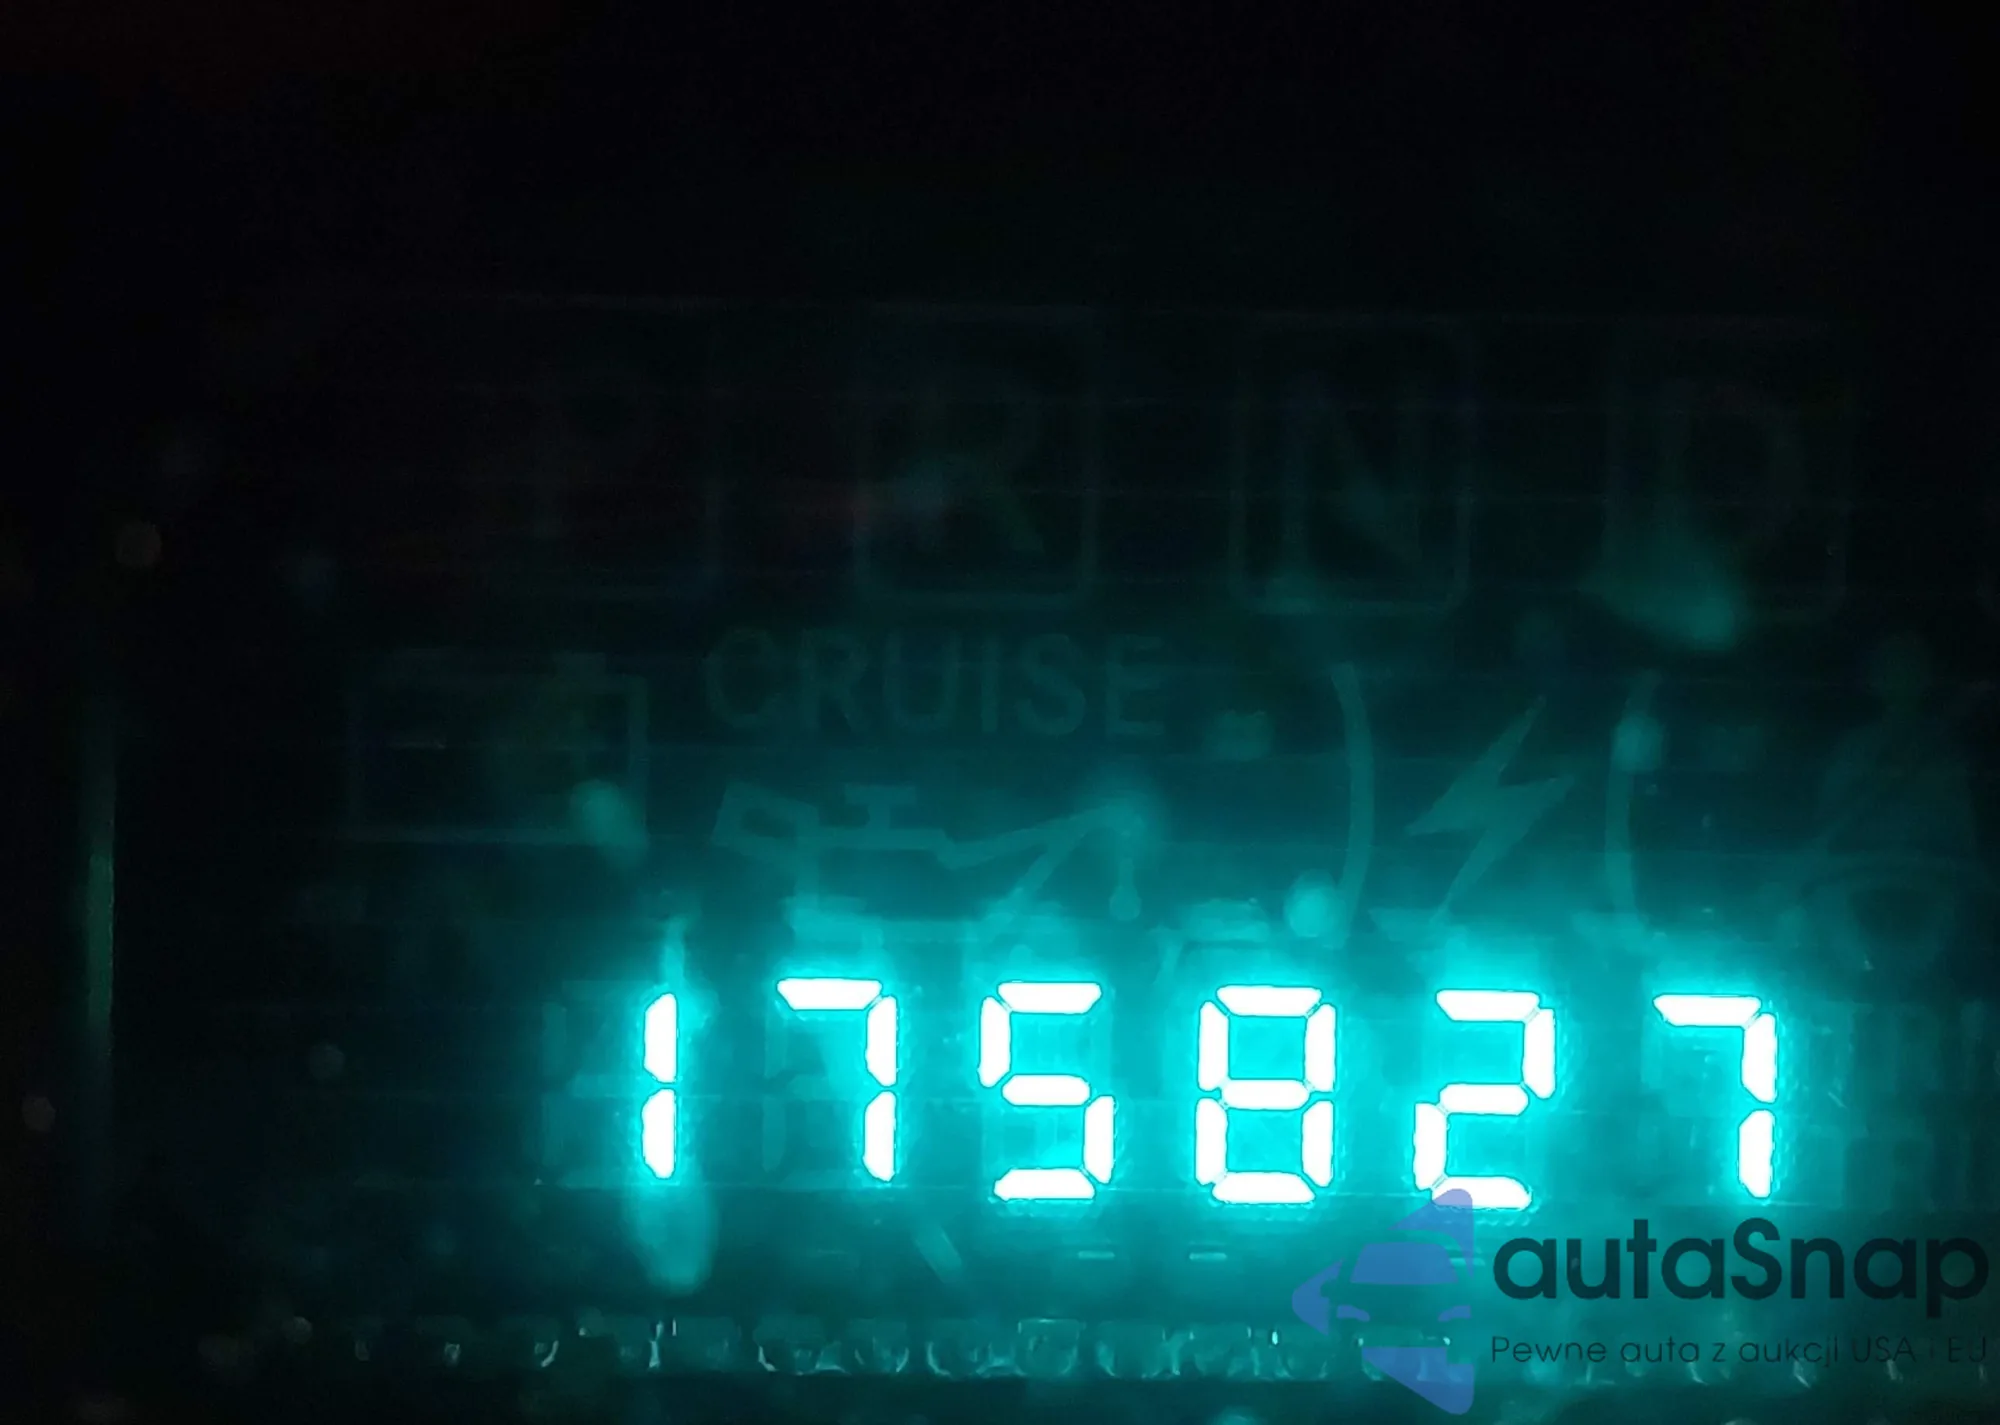 P R N D
CRUISE
175827
autaSnap
Pewne auta z aukcji USA i EU